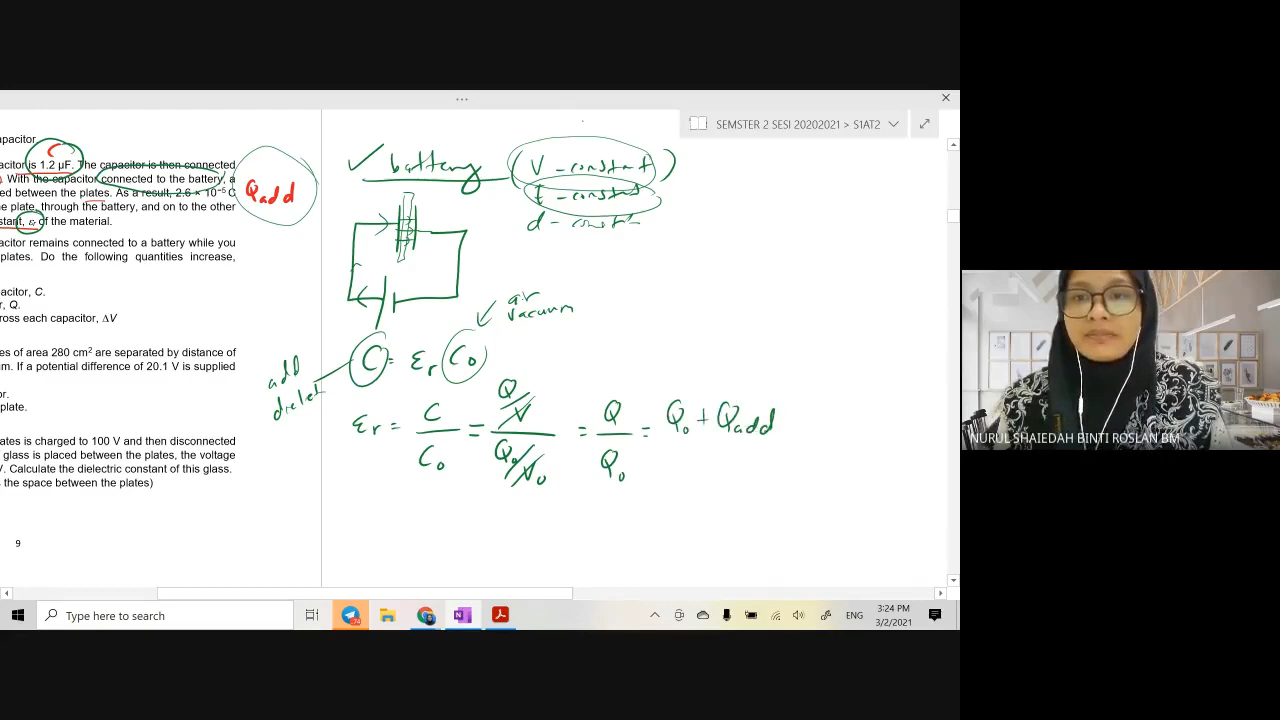 SEMSTER 2 SESI 20202021 > S1AT2
apacitor.
C
acitor is 1.2 µF. The capacitor is then connected
. With the capacitor connected to the battery, a
ed between the plates. As a result, 2.6 × 10⁻⁵ C
ne plate, through the battery, and on to the other
stant, εᵣ of the material.
Qadd
acitor remains connected to a battery while you
plates. Do the following quantities increase,
acitor, C.
r, Q.
ross each capacitor, ΔV
es of area 280 cm² are separated by distance of
m. If a potential difference of 20.1 V is supplied
or.
plate.
ates is charged to 100 V and then disconnected
glass is placed between the plates, the voltage
V. Calculate the dielectric constant of this glass.
s the space between the plates)
9
✓ battery (V - constant)
d - const
air
vacuum
C = εr C₀
add
εr = C/C₀ = Q/V / Q₀/V₀ = Q/Q₀ = Q₀ + Qadd
NURUL SHAIEDAH BINTI ROSLAN BM
Type here to search
ENG
3:24 PM
3/2/2021